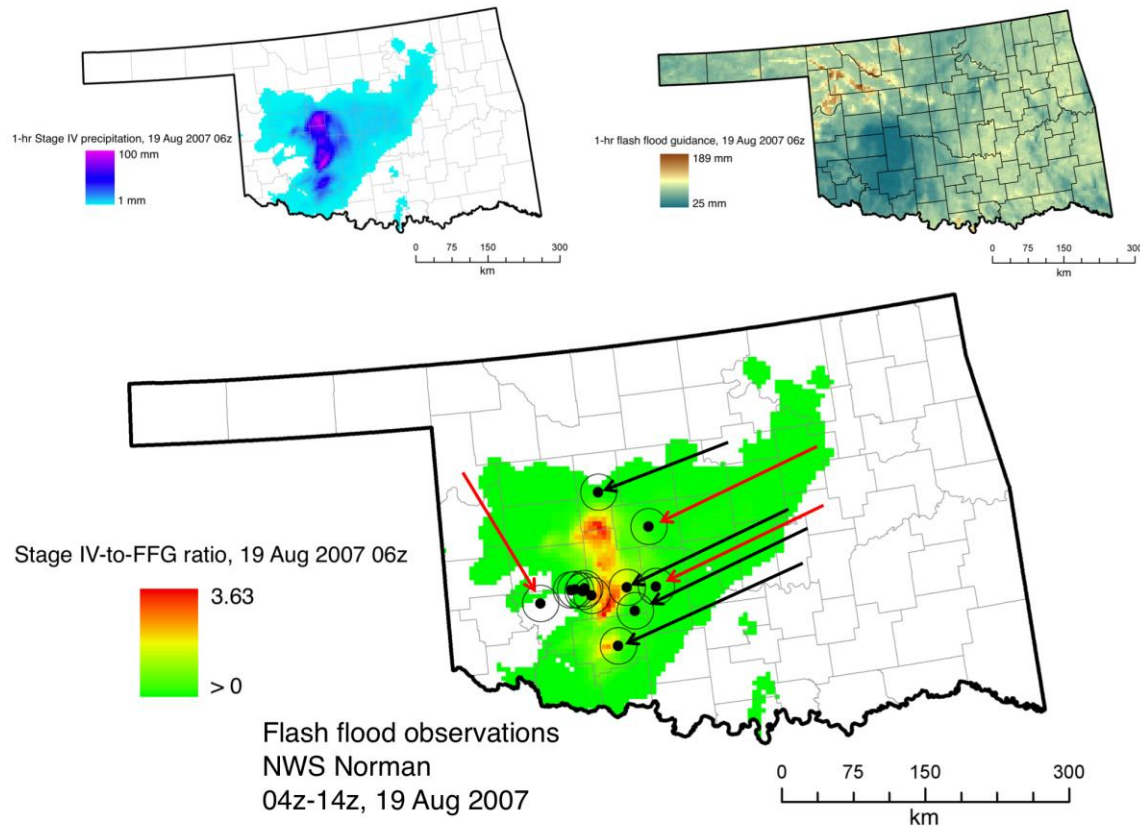 1-hr Stage IV precipitation, 19 Aug 2007 06z
100 mm
1 mm
0 75 150 300
km
1-hr flash flood guidance, 19 Aug 2007 06z
189 mm
25 mm
0 75 150 300
km
Stage IV-to-FFG ratio, 19 Aug 2007 06z
3.63
> 0
Flash flood observations
NWS Norman
04z-14z, 19 Aug 2007
0 75 150 300
km